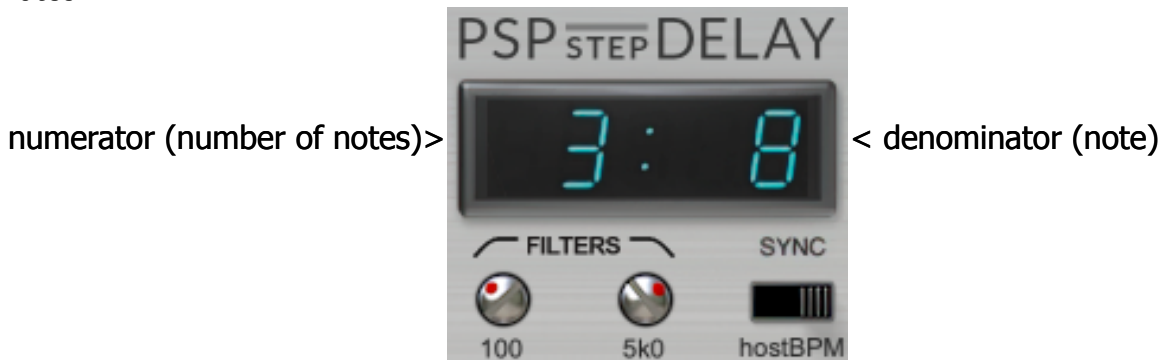 PSP STEP DELAY
numerator (number of notes)> 3: 8 < denominator (note)
FILTERS SYNC
100 5k0 hostBPM